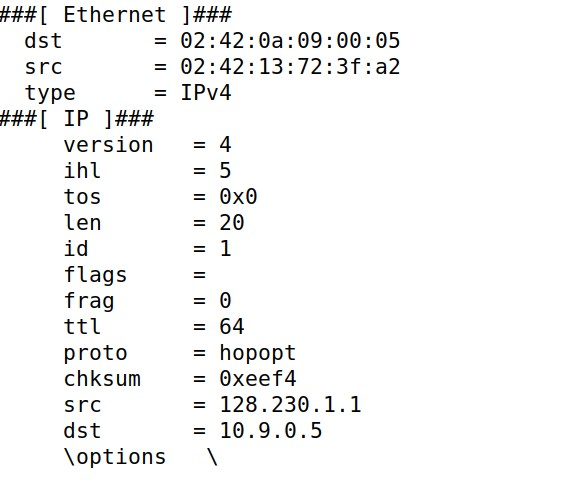 ###[ Ethernet ]###
  dst       = 02:42:0a:09:00:05
  src       = 02:42:13:72:3f:a2
  type      = IPv4
###[ IP ]###
     version   = 4
     ihl       = 5
     tos       = 0x0
     len       = 20
     id        = 1
     flags     =
     frag      = 0
     ttl       = 64
     proto     = hopopt
     chksum    = 0xeef4
     src       = 128.230.1.1
     dst       = 10.9.0.5
     \options   \